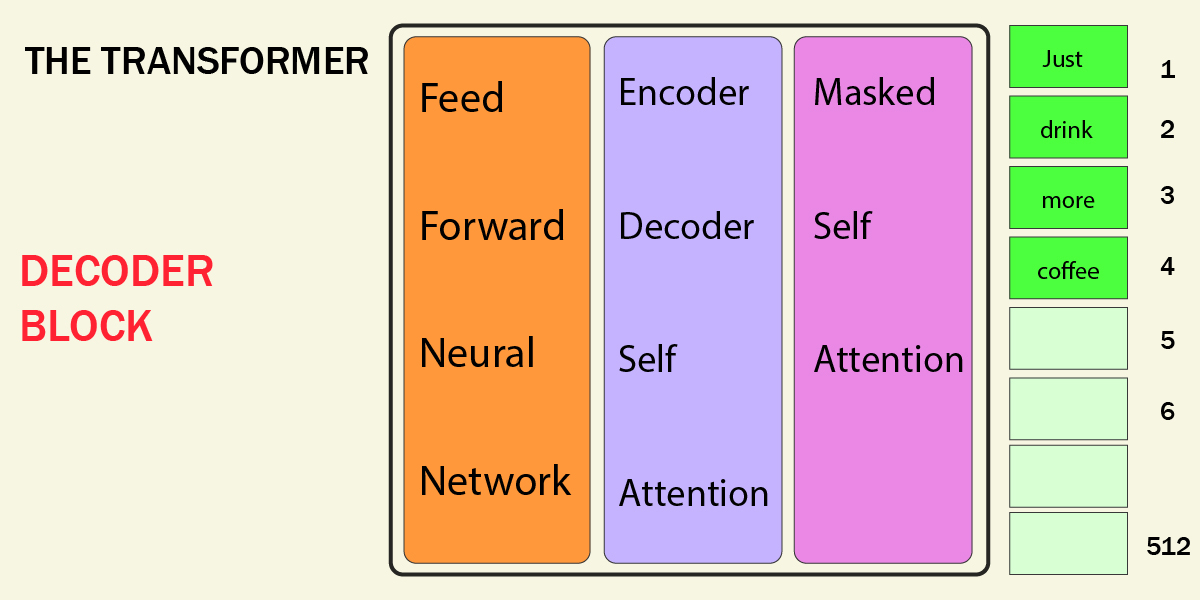 THE TRANSFORMER
DECODER
BLOCK
Feed
Forward
Neural
Network
Encoder
Decoder
Self
Attention
Masked
Self
Attention
Just
drink
more
coffee
1
2
3
4
5
6
512